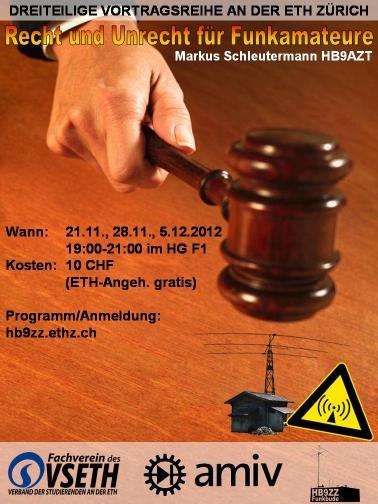 DREITEILIGE VORTRAGSREIHE AN DER ETH ZÜRICH
Recht und Unrecht für Funkamateure
Markus Schleutermann HB9AZT
Wann: 21.11., 28.11., 5.12.2012
19:00-21:00 im HG F1
Kosten: 10 CHF
(ETH-Angeh. gratis)
Programm/Anmeldung:
hb9zz.ethz.ch
Fachverein des
VSETH
VERBAND DER STUDIERENDEN AN DER ETH
amiv
HB9ZZ
Funkbude